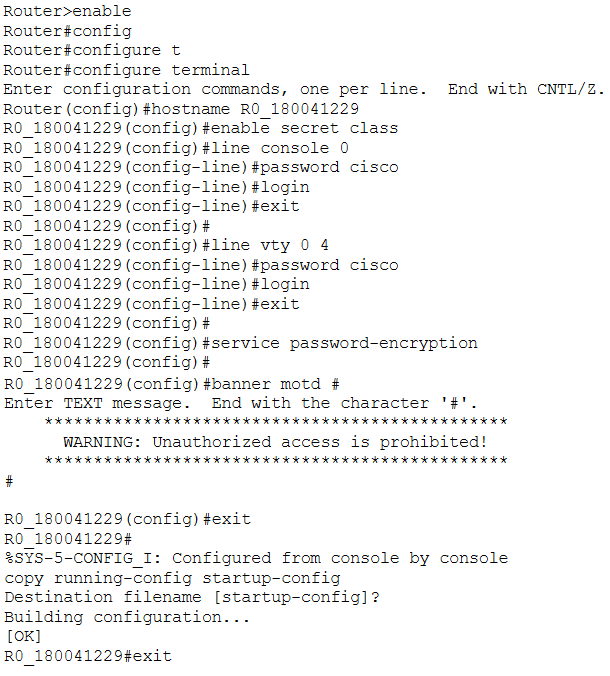 Router>enable
Router#config
Router#configure t
Router#configure terminal
Enter configuration commands, one per line.  End with CNTL/Z.
Router(config)#hostname R0_180041229
R0_180041229(config)#enable secret class
R0_180041229(config)#line console 0
R0_180041229(config-line)#password cisco
R0_180041229(config-line)#login
R0_180041229(config-line)#exit
R0_180041229(config)#
R0_180041229(config)#line vty 0 4
R0_180041229(config-line)#password cisco
R0_180041229(config-line)#login
R0_180041229(config-line)#exit
R0_180041229(config)#
R0_180041229(config)#service password-encryption
R0_180041229(config)#
R0_180041229(config)#banner motd #
Enter TEXT message.  End with the character '#'.
    ***********************************************
      WARNING: Unauthorized access is prohibited!
    ***********************************************
#

R0_180041229(config)#exit
R0_180041229#
%SYS-5-CONFIG_I: Configured from console by console
copy running-config startup-config
Destination filename [startup-config]?
Building configuration...
[OK]
R0_180041229#exit